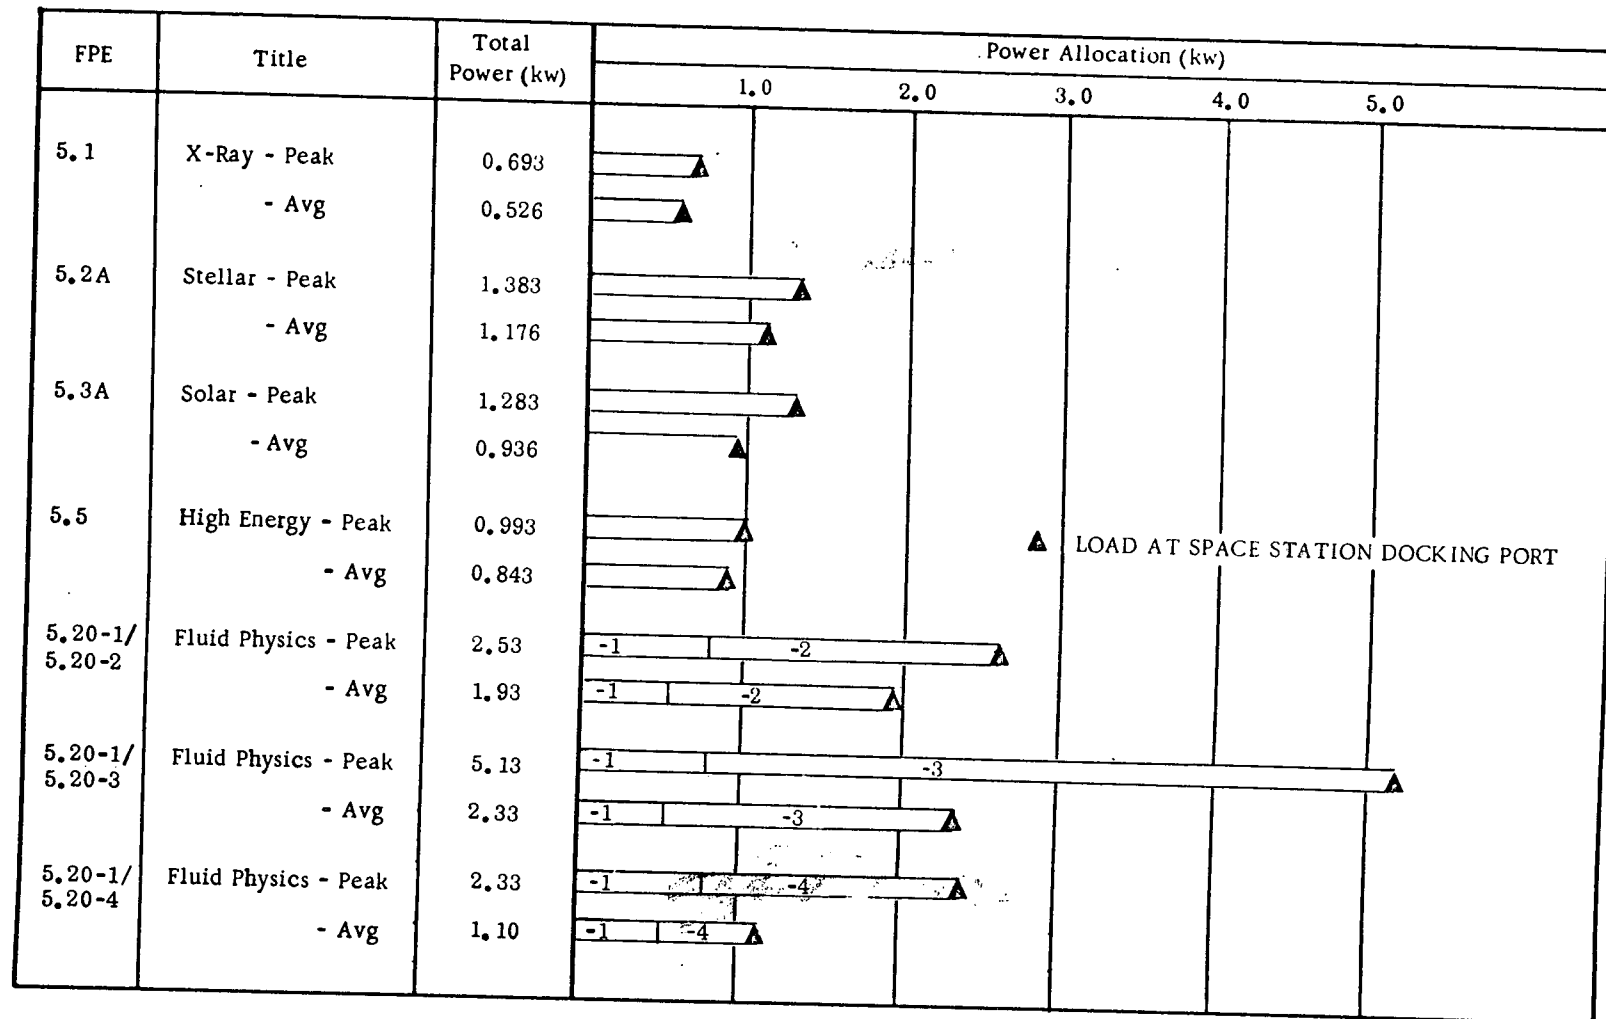 FPE Title Total Power (kw) Power Allocation (kw)
1.0 2.0 3.0 4.0 5.0
5.1 X-Ray - Peak 0.693
- Avg 0.526
5.2A Stellar - Peak 1.383
- Avg 1.176
5.3A Solar - Peak 1.283
- Avg 0.936
5.5 High Energy - Peak 0.993
LOAD AT SPACE STATION DOCKING PORT
- Avg 0.843
5.20-1/
5.20-2 Fluid Physics - Peak 2.53 -1 -2
- Avg 1.93 -1 -2
5.20-1/
5.20-3 Fluid Physics - Peak 5.13 -1 -3
- Avg 2.33 -1 -3
5.20-1/
5.20-4 Fluid Physics - Peak 2.33 -1 -4
- Avg 1.10 -1 -4